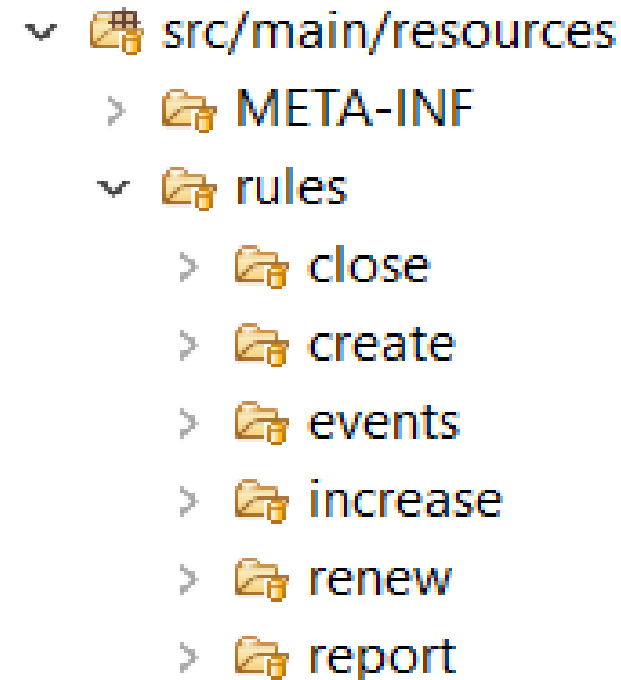 src/main/resources
META-INF
rules
close
create
events
increase
renew
report